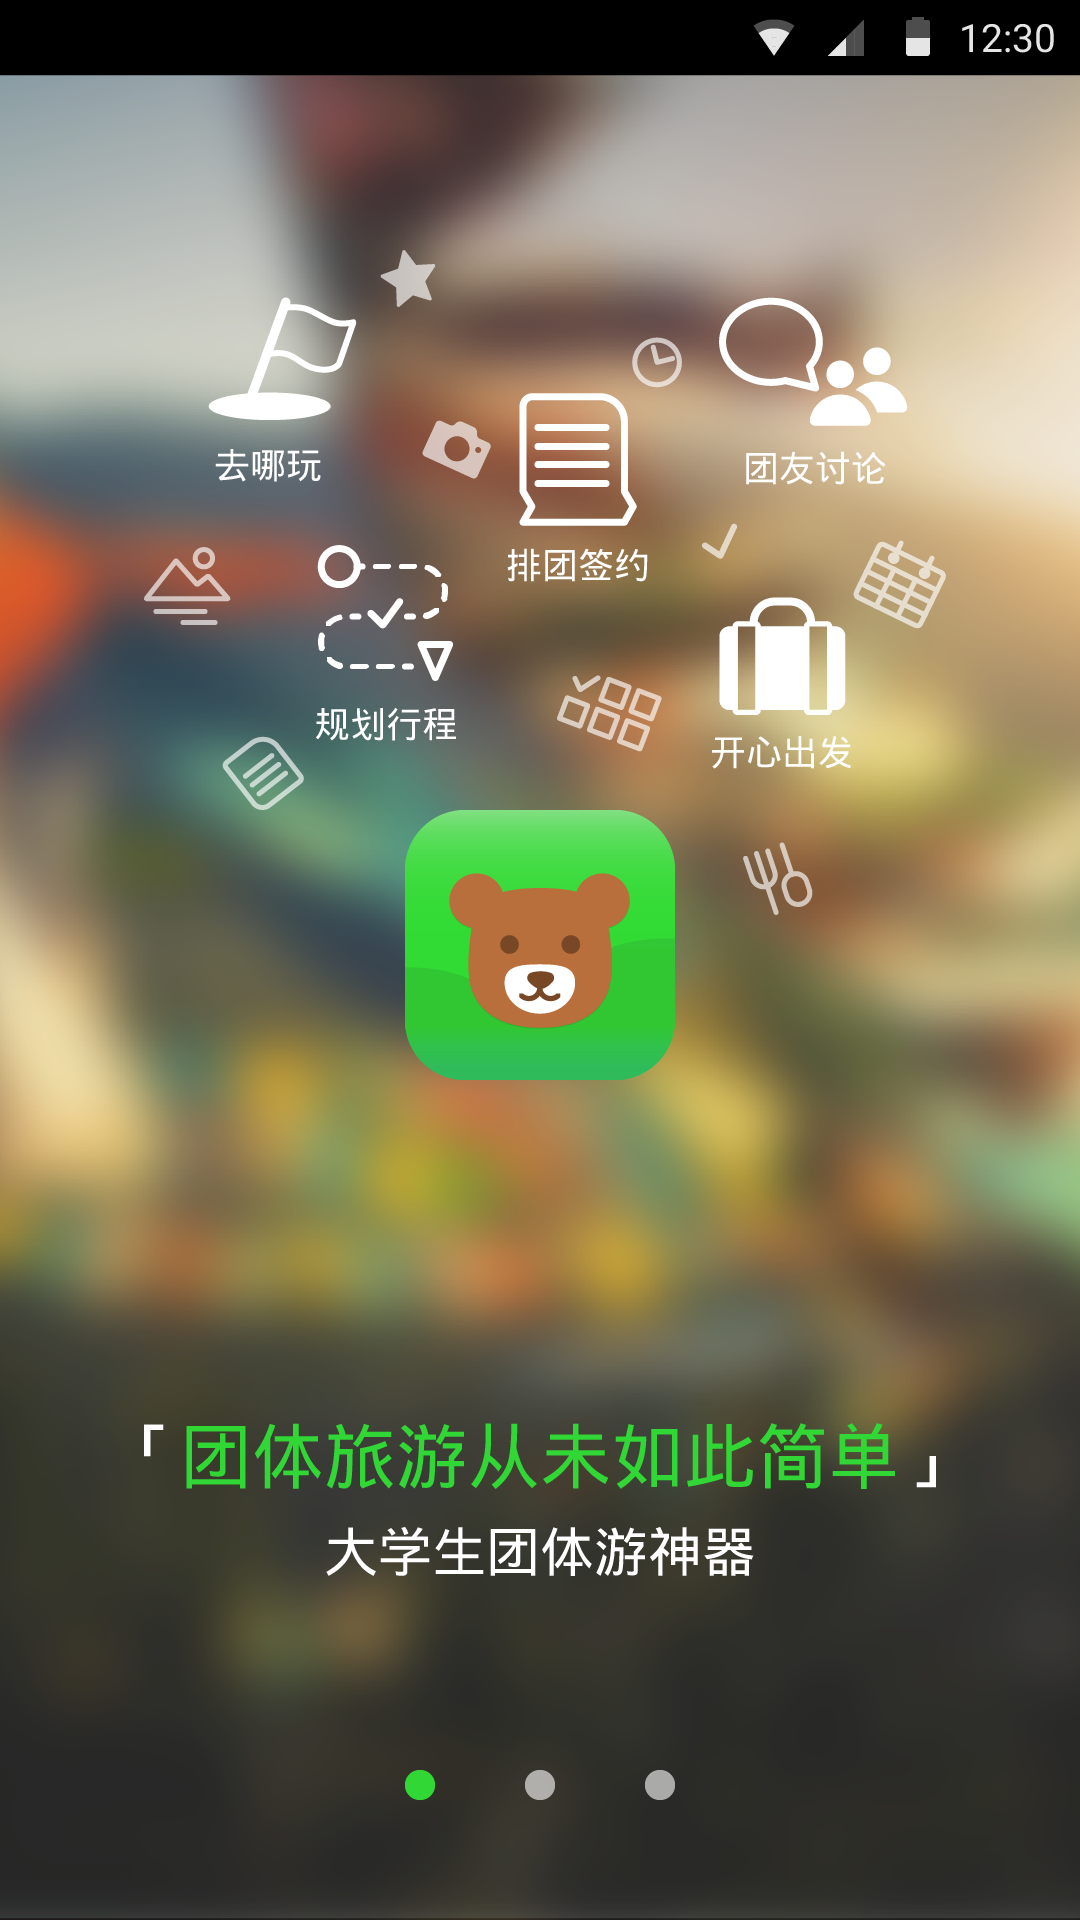 12:30
去哪玩
团友讨论
排团签约
规划行程
开心出发
「团体旅游从未如此简单」
大学生团体游神器